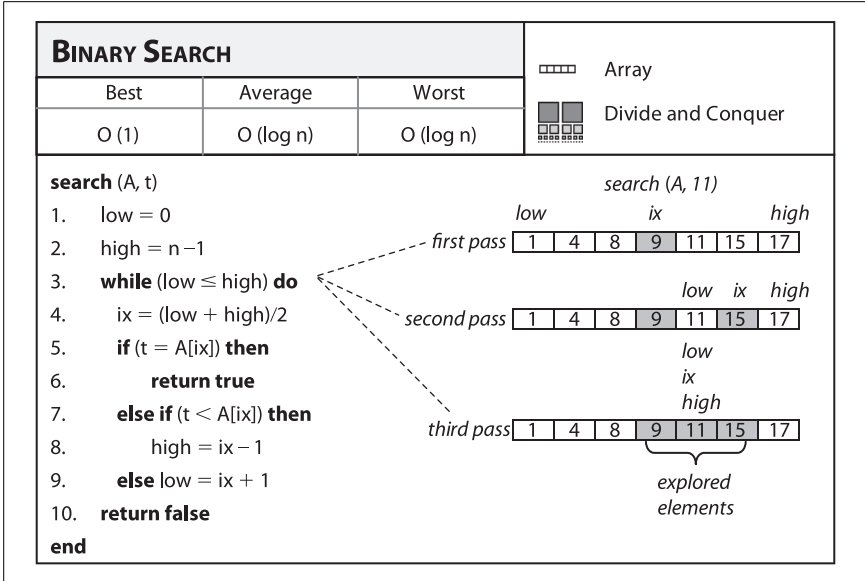 BINARY SEARCH
Best Average Worst
O (1) O (log n) O (log n)
Array
Divide and Conquer
search (A, t)
1. low = 0
2. high = n−1
3. while (low ≤ high) do
4. ix = (low + high)/2
5. if (t = A[ix]) then
6. return true
7. else if (t < A[ix]) then
8. high = ix − 1
9. else low = ix + 1
10. return false
end
search (A, 11)
low ix high
first pass 1 4 8 9 11 15 17
low ix high
second pass 1 4 8 9 11 15 17
low
ix
high
third pass 1 4 8 9 11 15 17
explored
elements